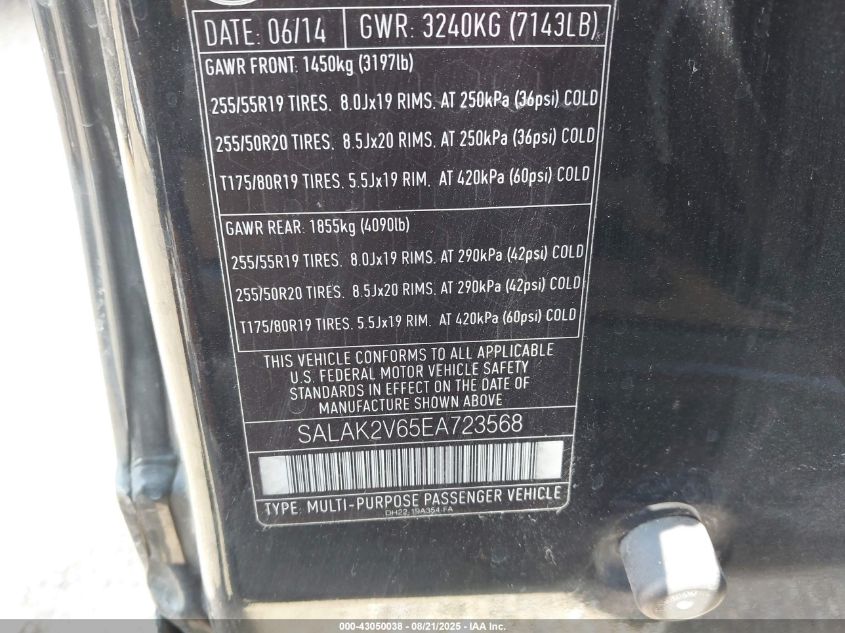 DATE: 06/14 GWR: 3240KG (7143LB)
GAWR FRONT: 1450kg (3197lb)
255/55R19 TIRES. 8.0Jx19 RIMS. AT 250kPa (36psi) COLD
255/50R20 TIRES. 8.5Jx20 RIMS. AT 250kPa (36psi) COLD
T175/80R19 TIRES. 5.5Jx19 RIM. AT 420kPa (60psi) COLD
GAWR REAR: 1855kg (4090lb)
255/55R19 TIRES. 8.0Jx19 RIMS. AT 290kPa (42psi) COLD
255/50R20 TIRES. 8.5Jx20 RIMS. AT 290kPa (42psi) COLD
T175/80R19 TIRES. 5.5Jx19 RIM. AT 420kPa (60psi) COLD
THIS VEHICLE CONFORMS TO ALL APPLICABLE
U.S. FEDERAL MOTOR VEHICLE SAFETY
STANDARDS IN EFFECT ON THE DATE OF
MANUFACTURE SHOWN ABOVE
SALAK2V65EA723568
TYPE: MULTI-PURPOSE PASSENGER VEHICLE
DH22 19A354 FA
000-43050038 - 08/21/2025 - IAA Inc.